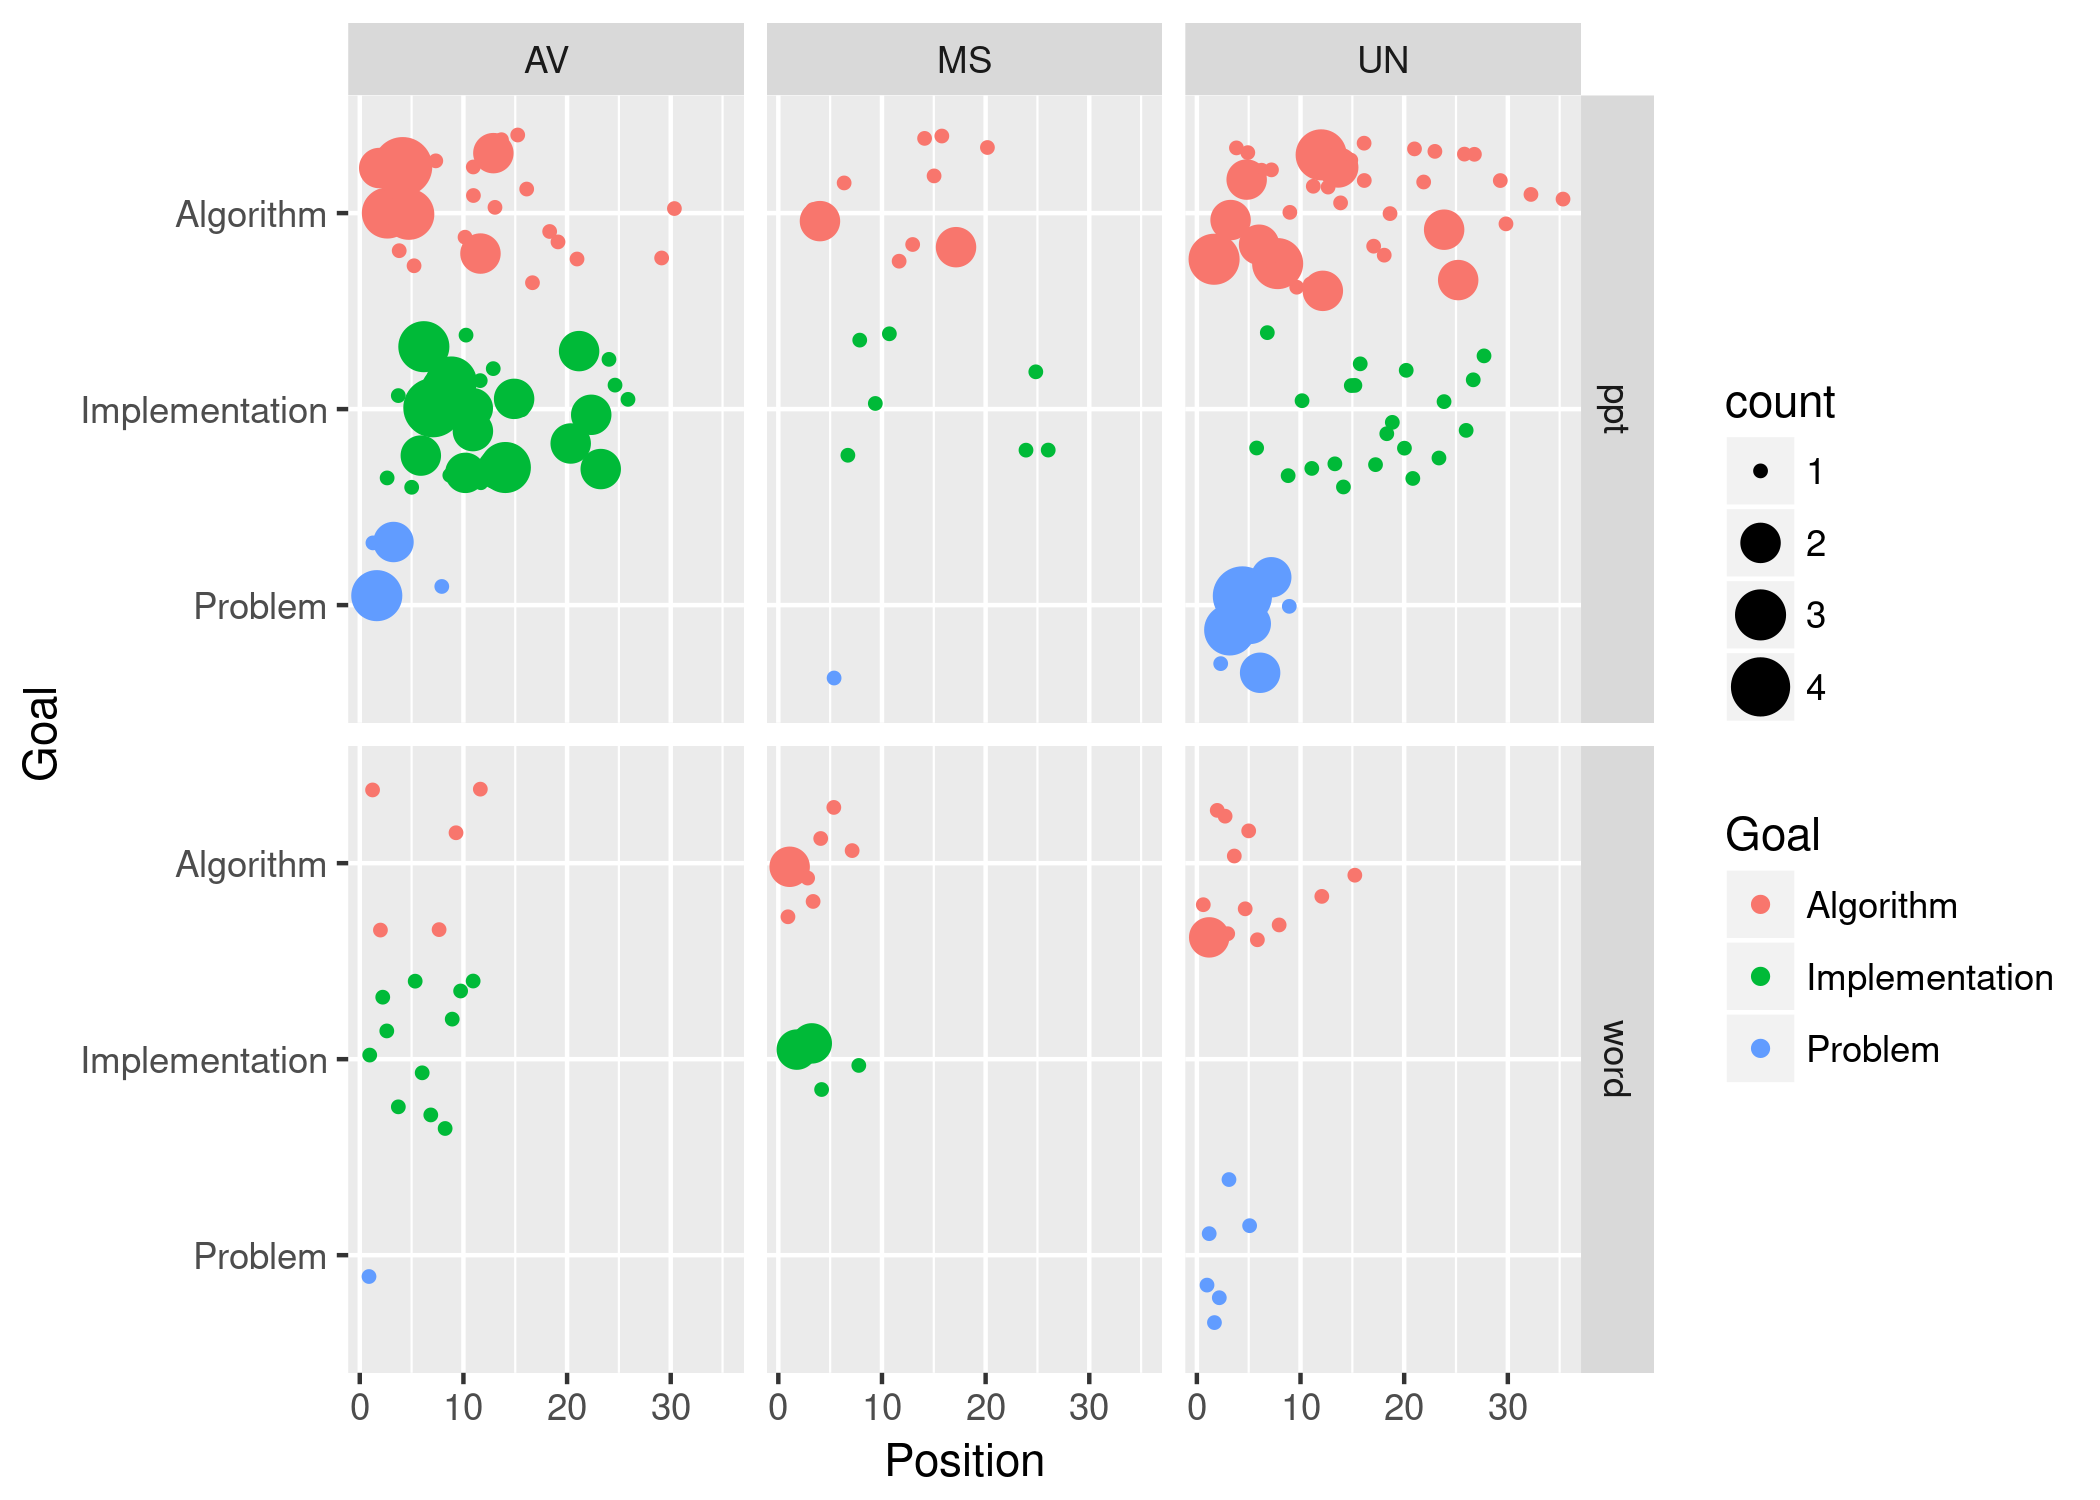 AV
MS
UN
Algorithm
Implementation
Problem
ppt
Algorithm
Implementation
Problem
word
0
10
20
30
0
10
20
30
0
10
20
30
Position
Goal
count
1
2
3
4
Goal
Algorithm
Implementation
Problem